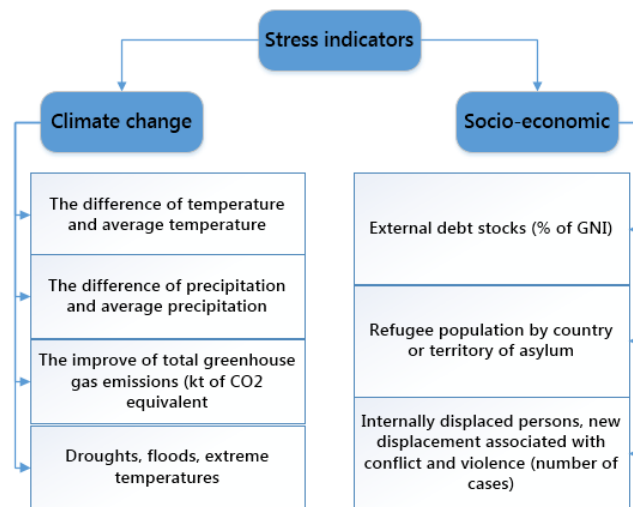 Stress indicators
Climate change
Socio-economic
The difference of temperature
and average temperature
The difference of precipitation
and average precipitation
The improve of total greenhouse
gas emissions (kt of CO2
equivalent
Droughts, floods, extreme
temperatures
External debt stocks (% of GNI)
Refugee population by country
or territory of asylum
Internally displaced persons, new
displacement associated with
conflict and violence (number of
cases)